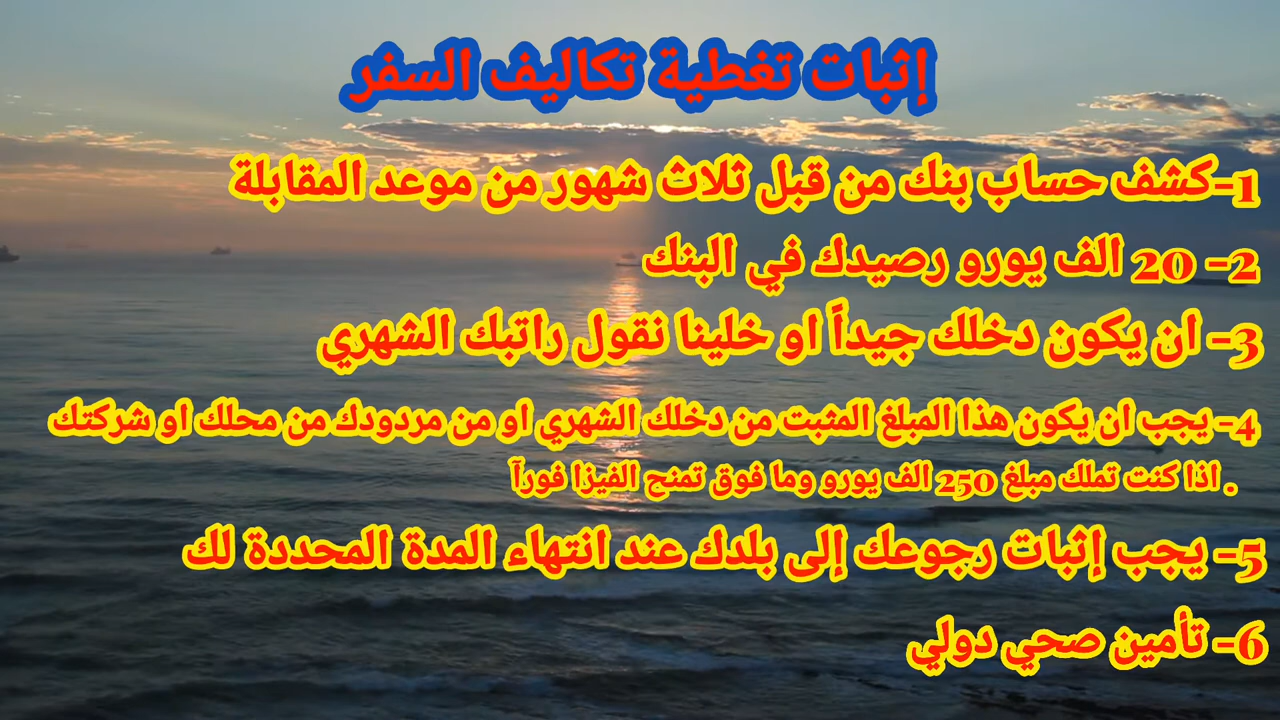 إثبات تغطية تكاليف السفر
1-كشف حساب بنك من قبل ثلاث شهور من موعد المقابلة
2- 20 الف يورو رصيدك في البنك
3- ان يكون دخلك جيداً او خلينا نقول راتبك الشهري
4- يجب ان يكون هذا المبلغ المثبت من دخلك الشهري او من مردودك من محلك او شركتك
. اذا كنت تملك مبلغ 250 الف يورو وما فوق تمنح الفيزا فورآ
5- يجب إثبات رجوعك إلى بلدك عند انتهاء المدة المحددة لك
6- تأمين صحي دولي